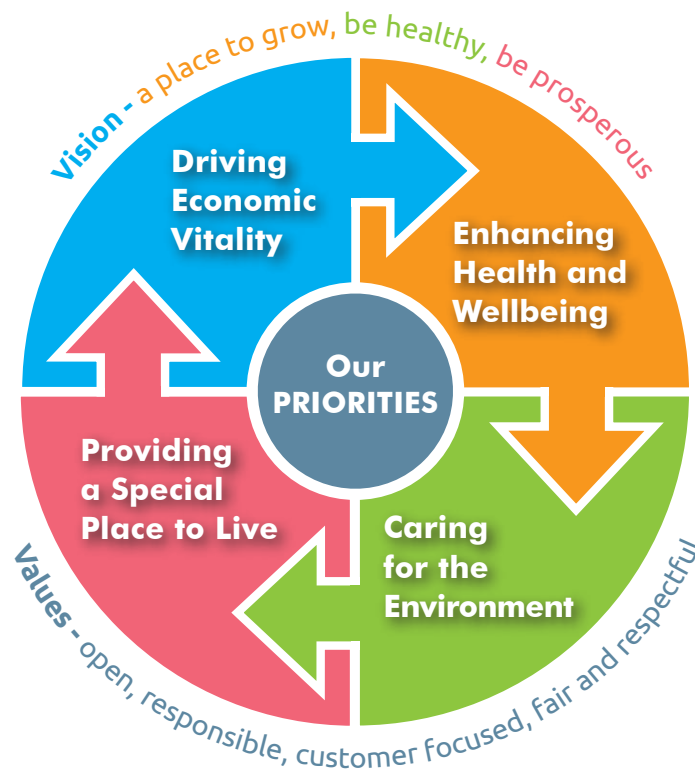 Vision - a place to grow, be healthy, be prosperous
Driving
Economic
Vitality
Enhancing
Health and
Wellbeing
Our
PRIORITIES
Providing
a Special
Place to Live
Caring
for the
Environment
Values - open, responsible, customer focused, fair and respectful